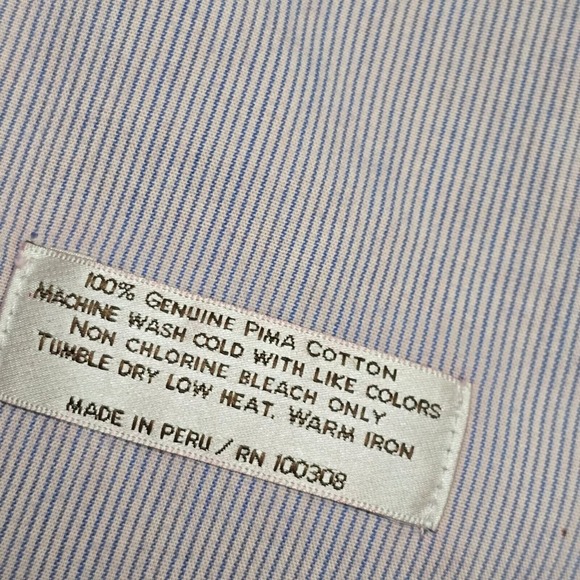 100% GENUINE PIMA COTTON
MACHINE WASH COLD WITH LIKE COLORS
NON CHLORINE BLEACH ONLY
TUMBLE DRY LOW HEAT. WARM IRON
MADE IN PERU / RN 100308